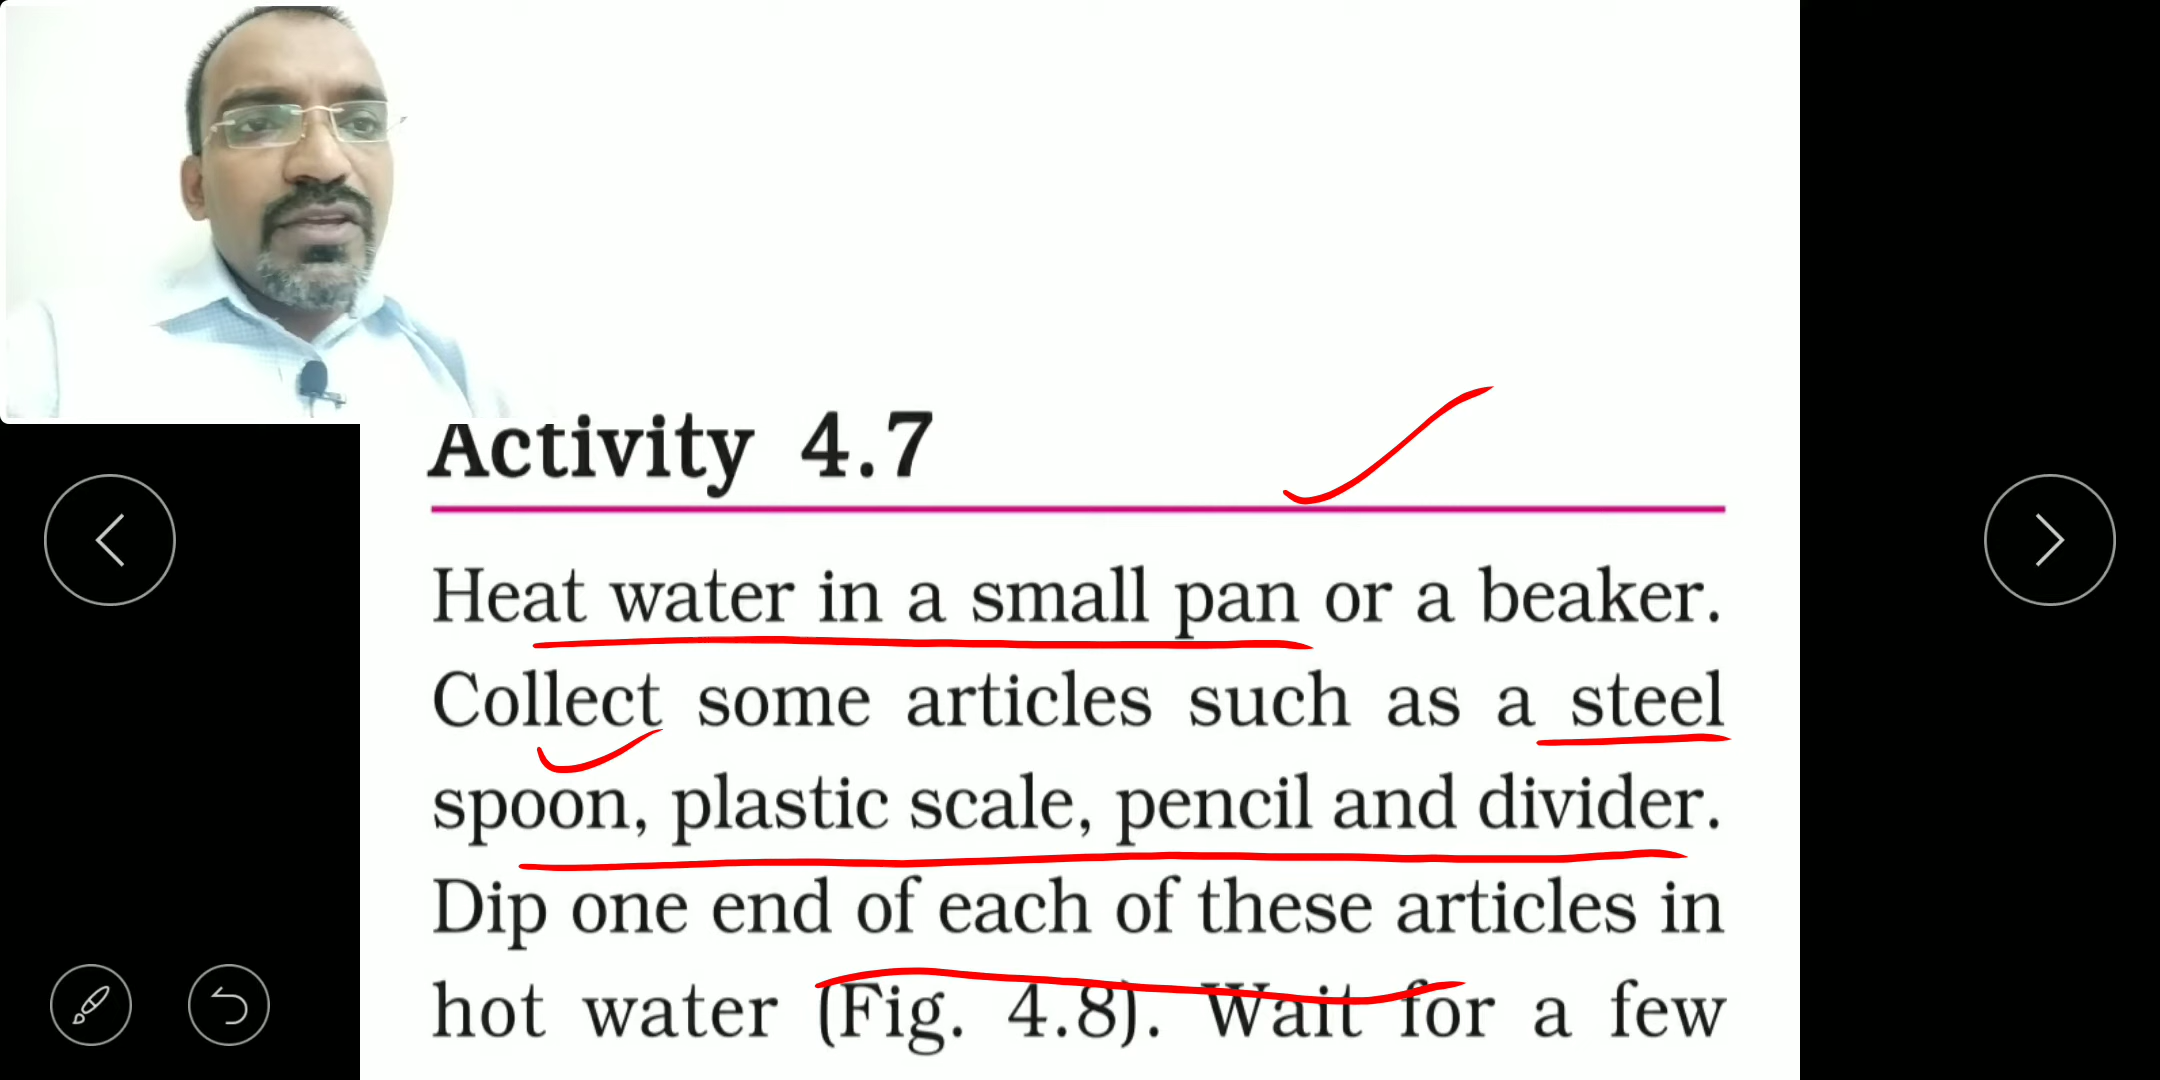 Activity 4.7
Heat water in a small pan or a beaker.
Collect some articles such as a steel
spoon, plastic scale, pencil and divider.
Dip one end of each of these articles in
hot water (Fig. 4.8). Wait for a few